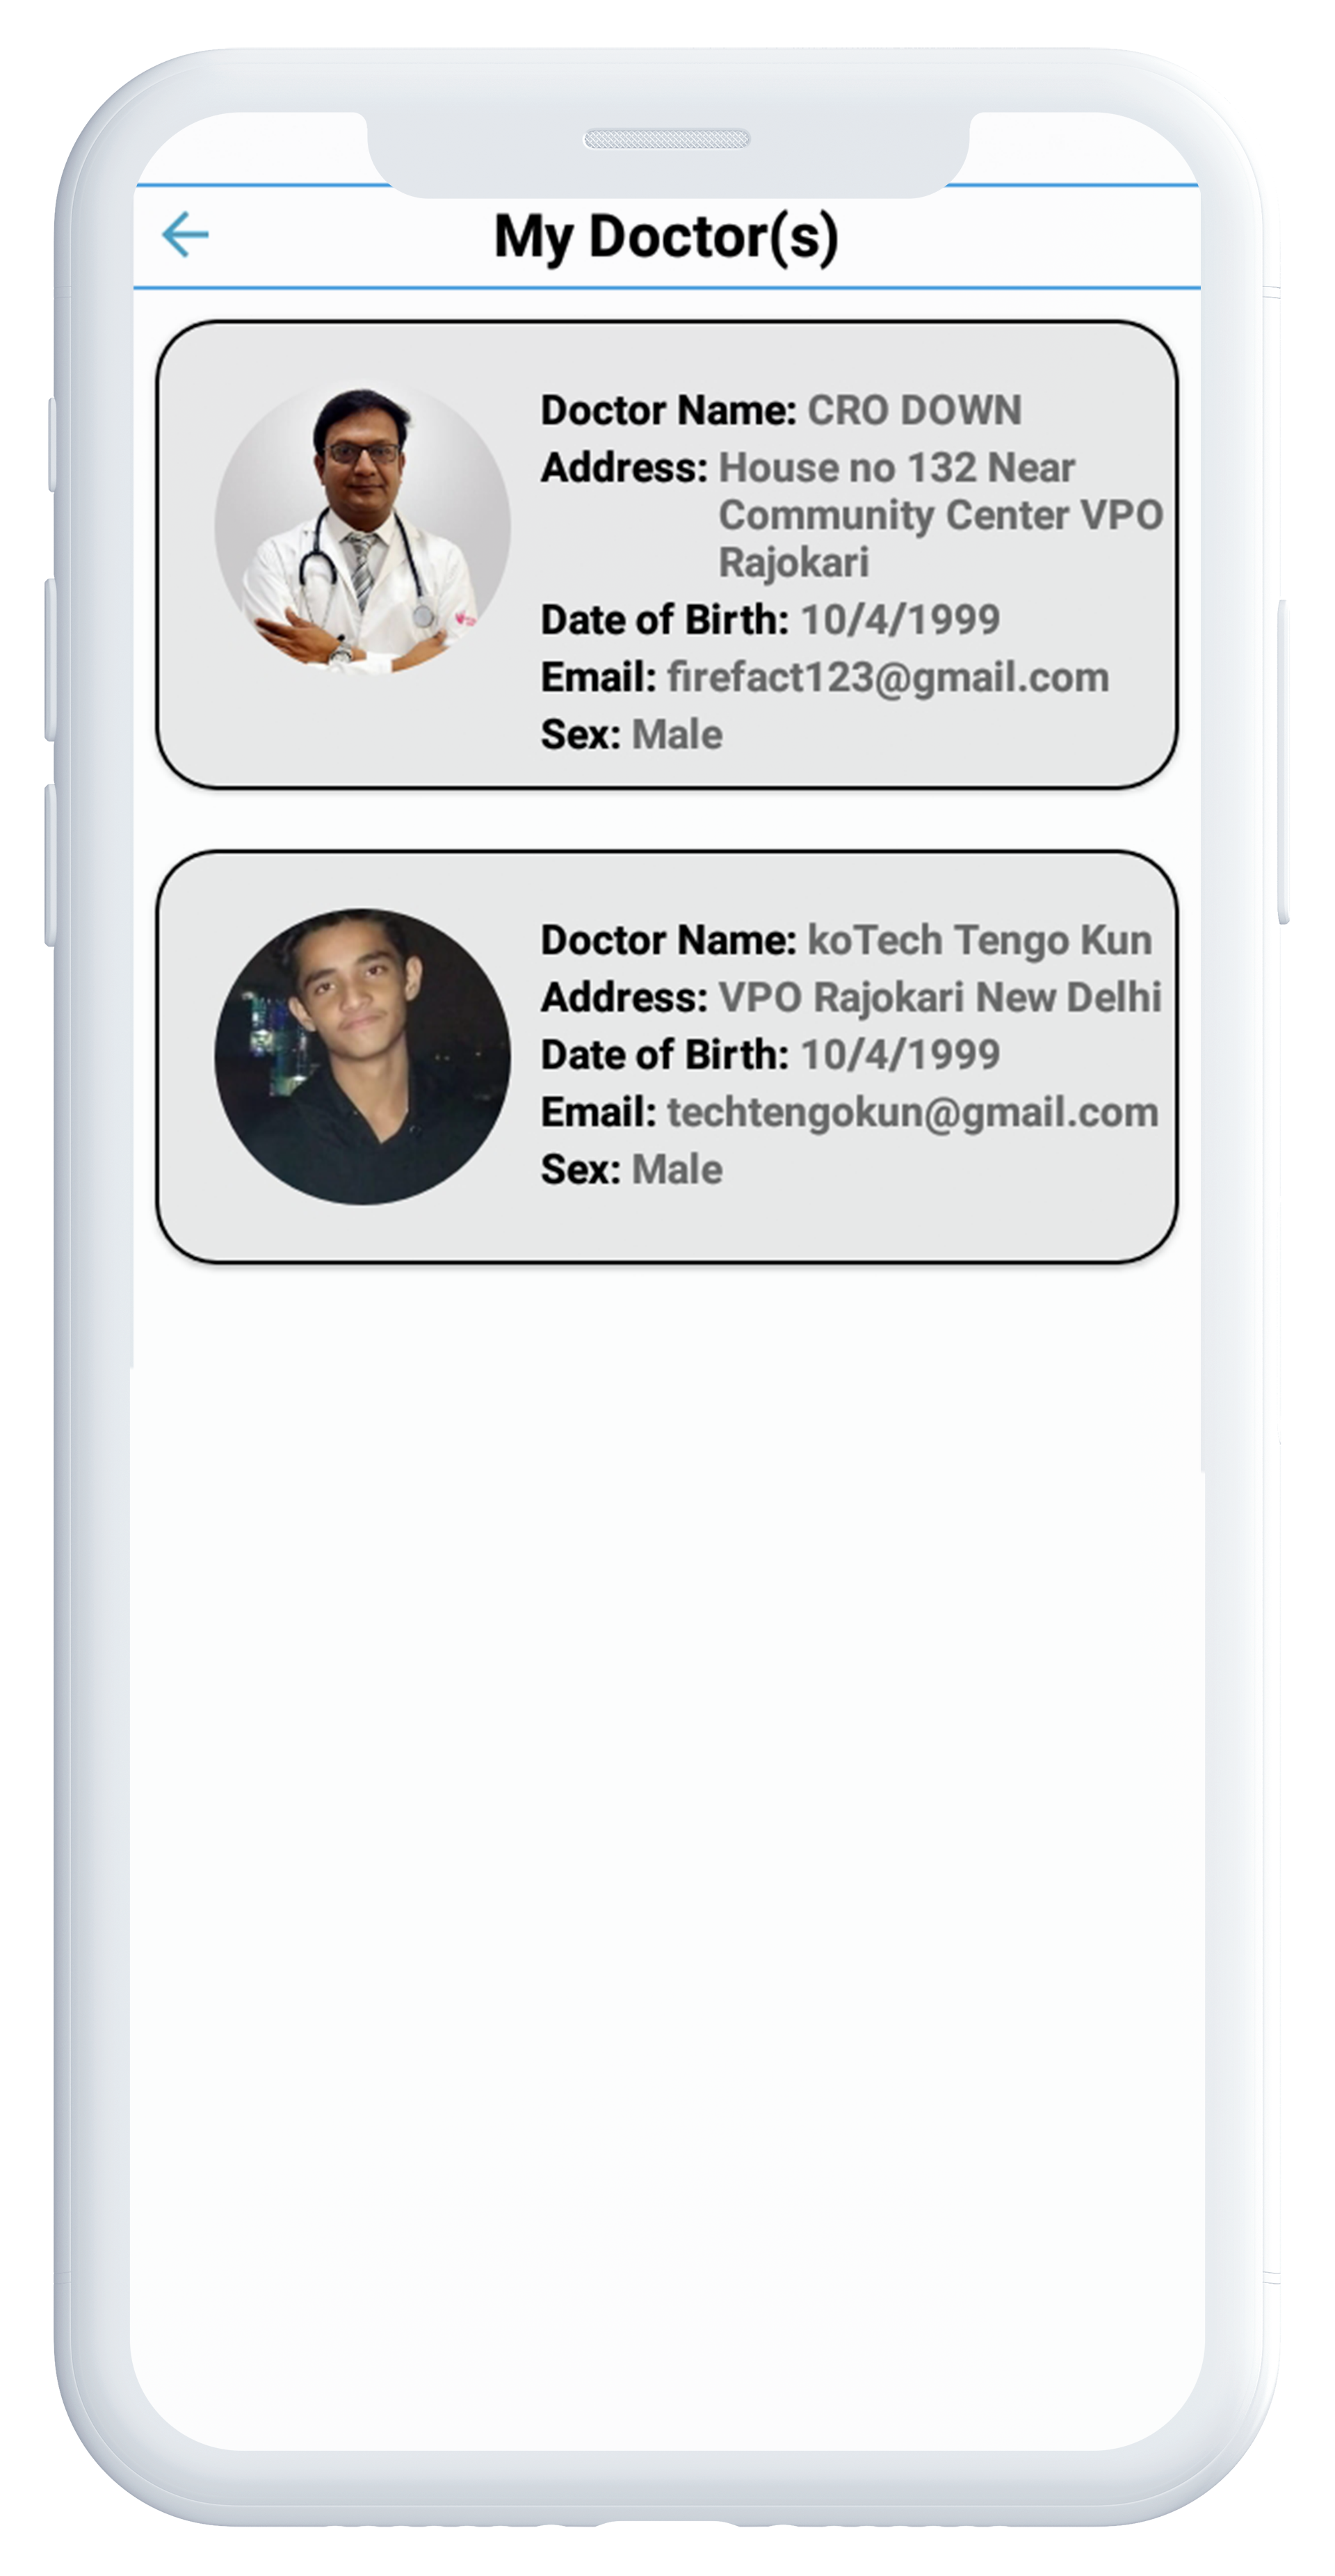 My Doctor(s)
Doctor Name: CRO DOWN
Address: House no 132 Near
Community Center VPO
Rajokari
Date of Birth: 10/4/1999
Email: firefact123@gmail.com
Sex: Male
Doctor Name: koTech Tengo Kun
Address: VPO Rajokari New Delhi
Date of Birth: 10/4/1999
Email: techtengokun@gmail.com
Sex: Male